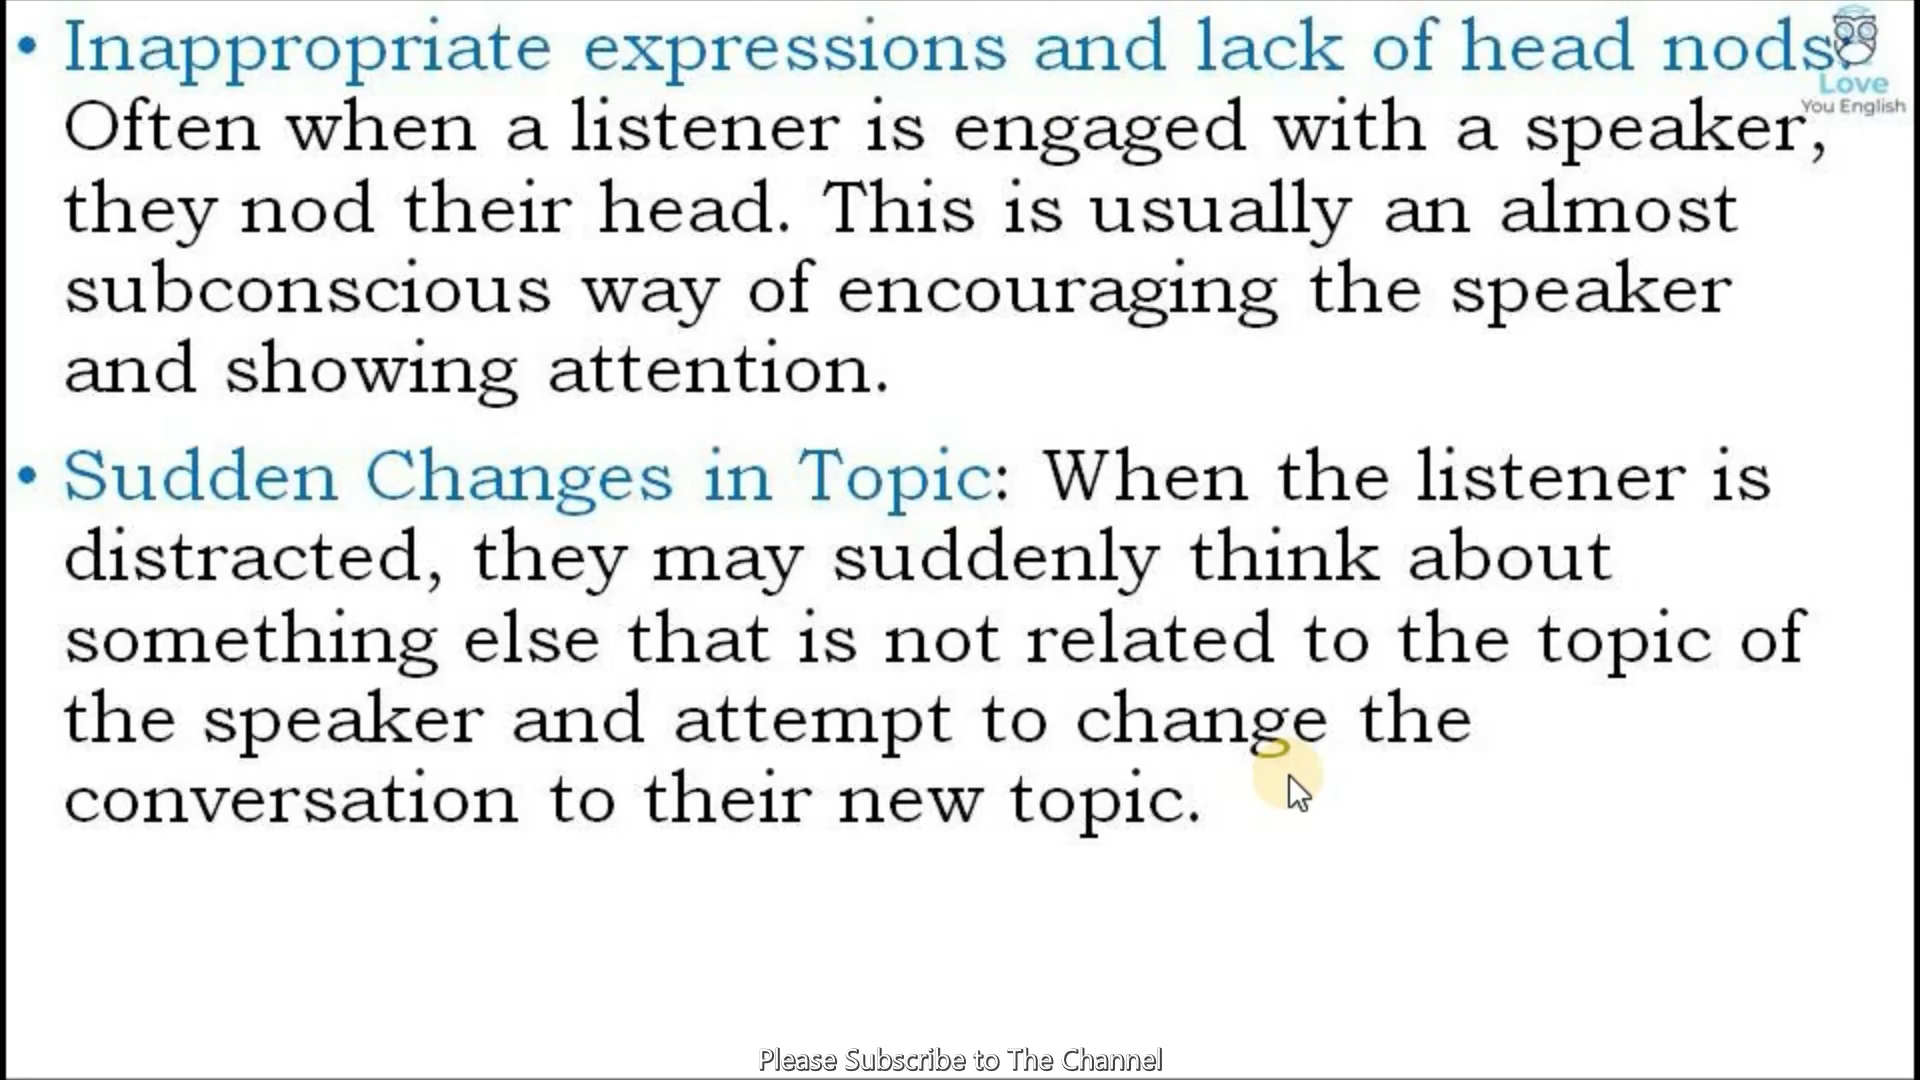 • Inappropriate expressions and lack of head nods:
Often when a listener is engaged with a speaker,
they nod their head. This is usually an almost
subconscious way of encouraging the speaker
and showing attention.
• Sudden Changes in Topic: When the listener is
distracted, they may suddenly think about
something else that is not related to the topic of
the speaker and attempt to change the
conversation to their new topic.
Love
You English
Please Subscribe to The Channel